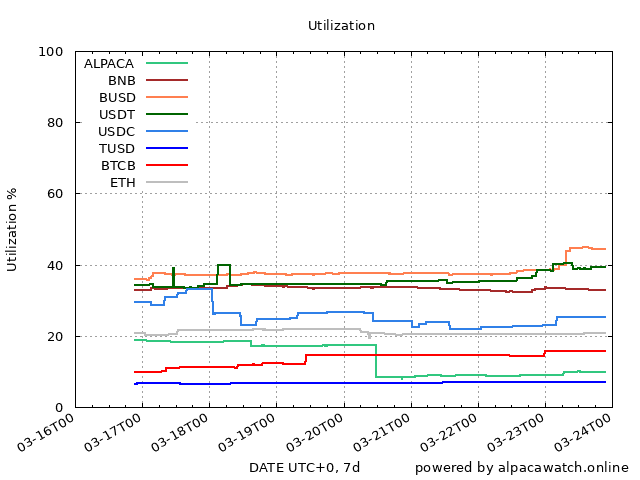 Utilization
100
80
60
40
20
0
Utilization %
ALPACA
BNB
BUSD
USDT
USDC
TUSD
BTCB
ETH
03-16T00
03-17T00
03-18T00
03-19T00
03-20T00
03-21T00
03-22T00
03-23T00
03-24T00
DATE UTC+0, 7d
powered by alpacawatch.online